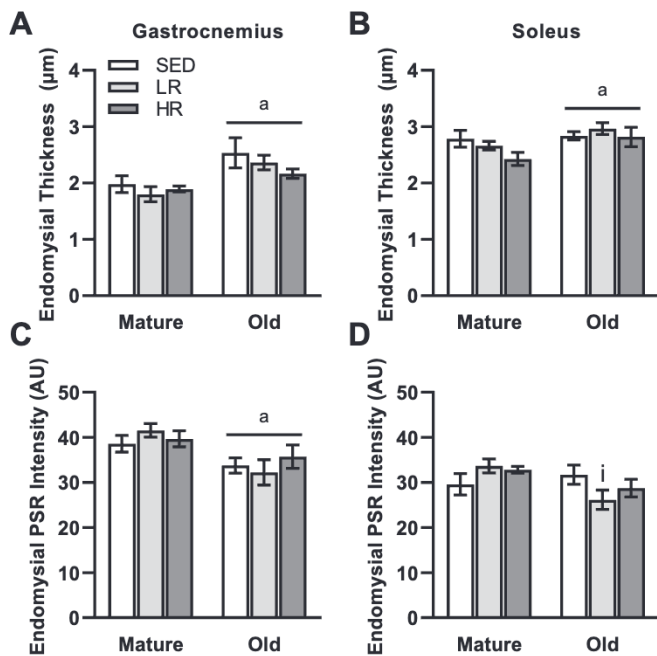 A
Gastrocnemius
Endomysial Thickness (μm)
4
3
2
1
0
SED
LR
HR
a
Mature
Old
B
Soleus
Endomysial Thickness (μm)
4
3
2
1
0
a
Mature
Old
C
Endomysial PSR Intensity (AU)
50
40
30
20
10
0
a
Mature
Old
D
Endomysial PSR Intensity (AU)
50
40
30
20
10
0
i
Mature
Old